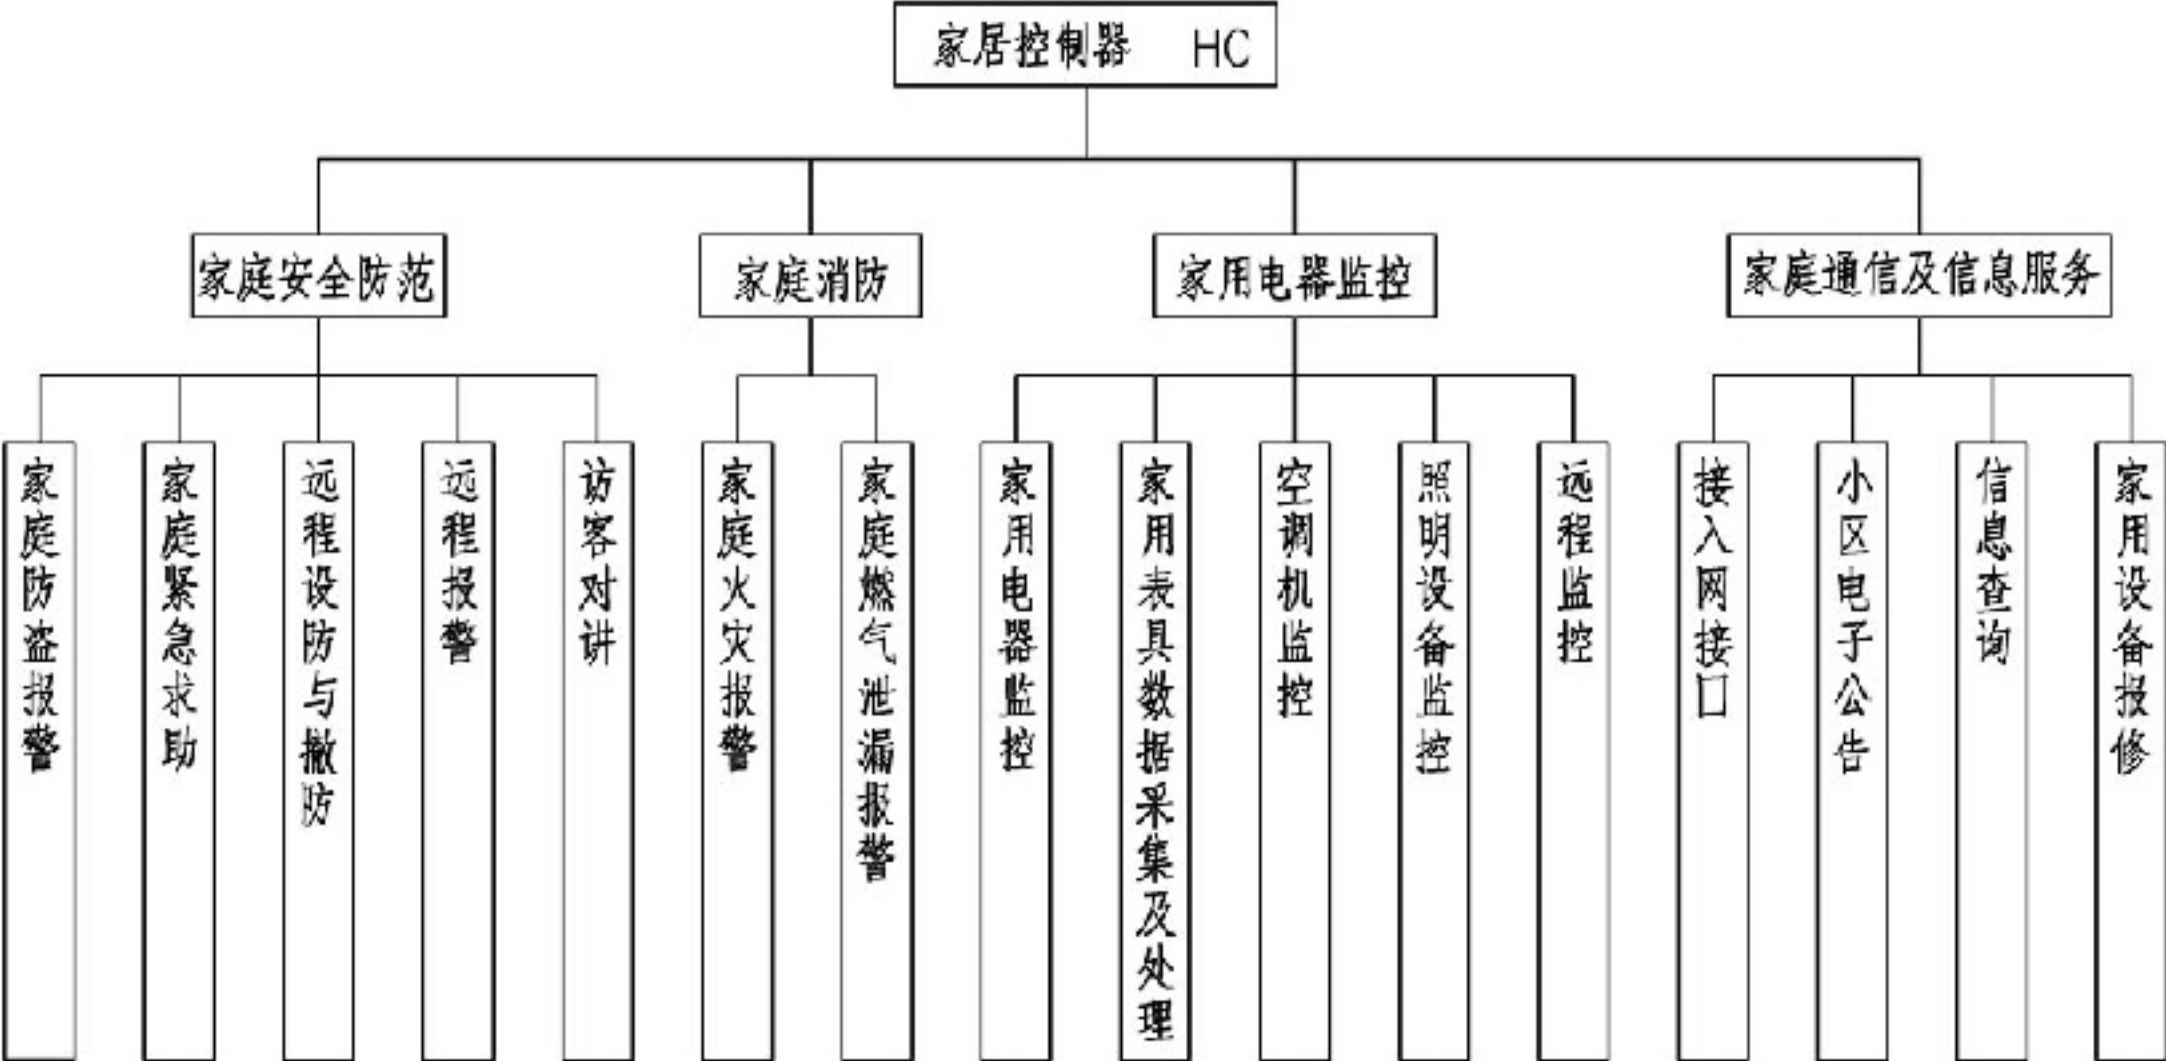 家居控制器 HC
家庭安全防范
家庭消防
家用电器监控
家庭通信及信息服务
家庭防盗报警
家庭紧急求助
远程设防与撤防
远程报警
访客对讲
家庭火灾报警
家庭燃气泄漏报警
家用电器监控
家用表具数据采集及处理
空调机监控
照明设备监控
远程监控
接入网接口
小区电子公告
信息查询
家用设备报修